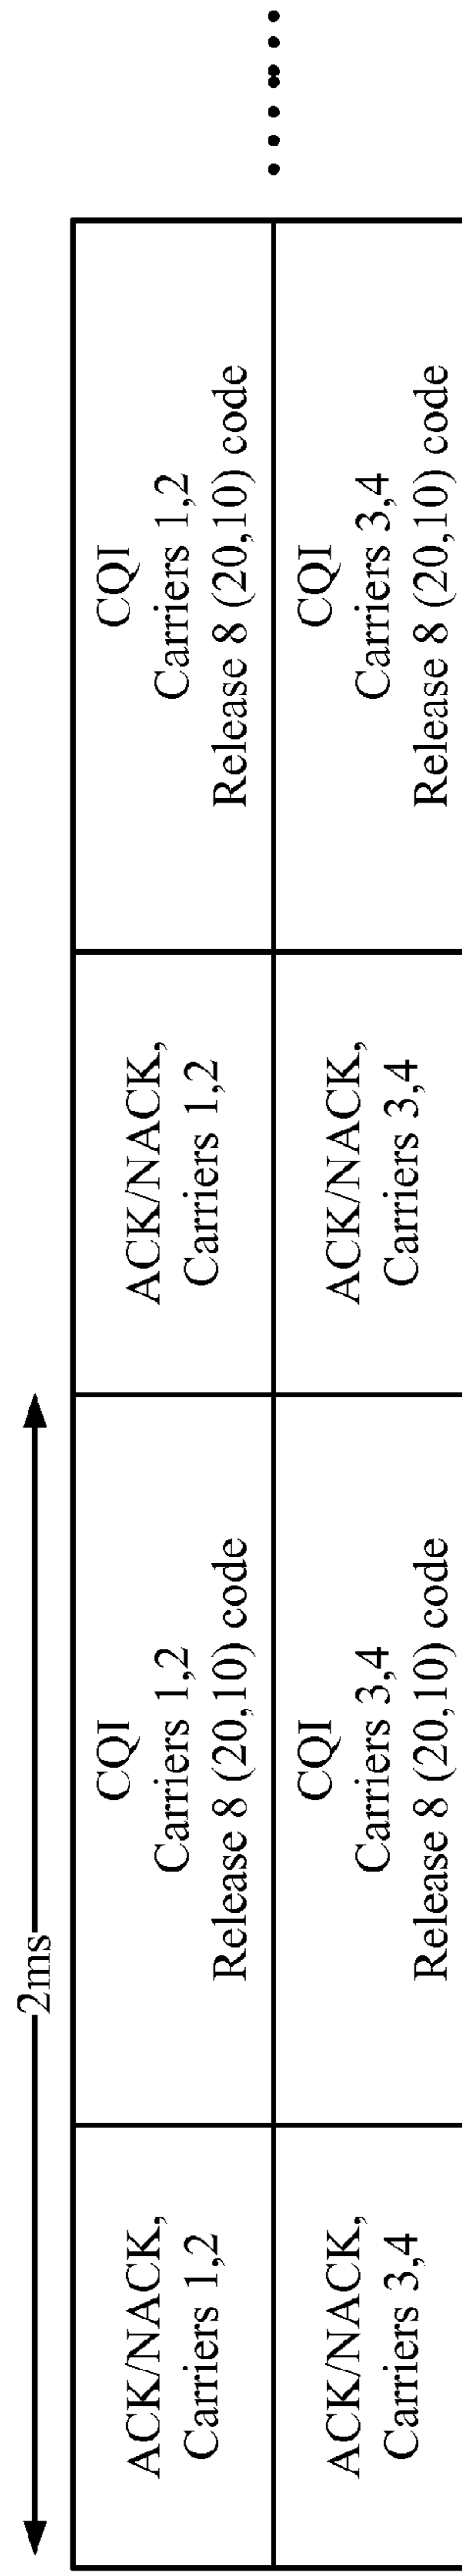 2ms
ACK/NACK,
Carriers 1,2
CQI
Carriers 1,2
Release 8 (20,10) code
ACK/NACK,
Carriers 1,2
CQI
Carriers 1,2
Release 8 (20,10) code
ACK/NACK,
Carriers 3,4
CQI
Carriers 3,4
Release 8 (20,10) code
ACK/NACK,
Carriers 3,4
CQI
Carriers 3,4
Release 8 (20,10) code